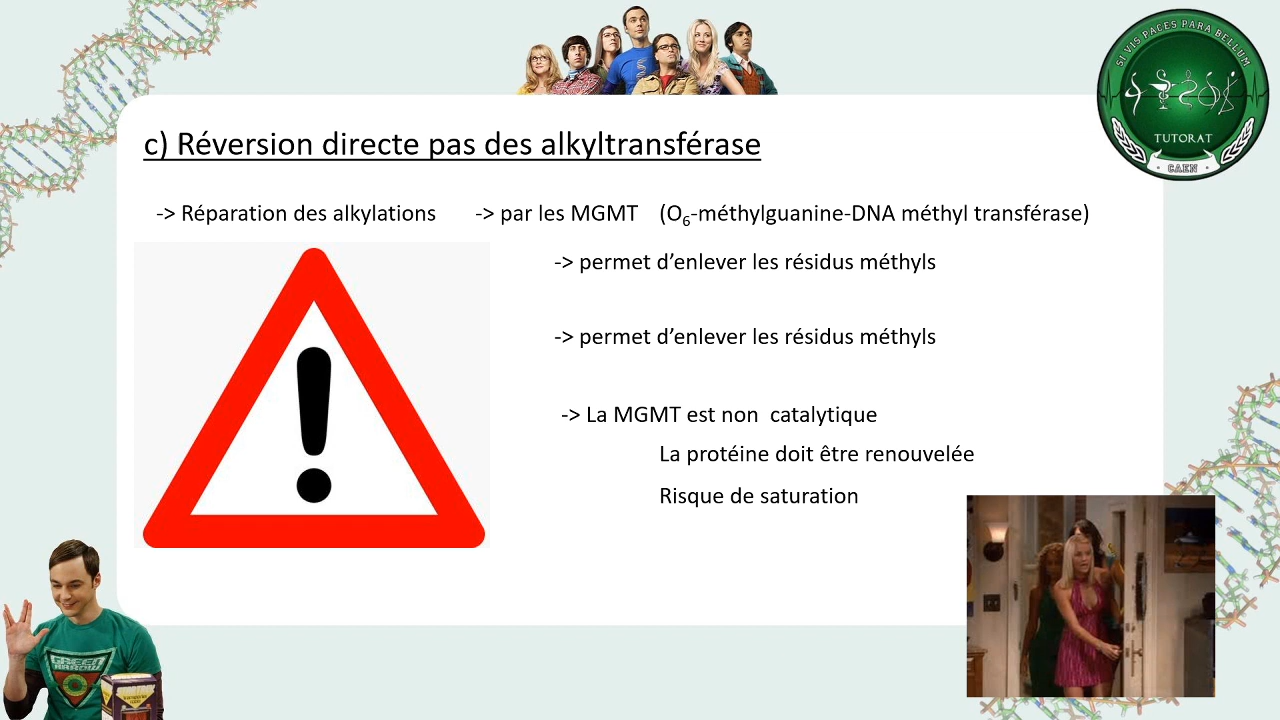 SI VIS PACES PARA BELLUM
TUTORAT
CAEN
c) Réversion directe pas des alkyltransférase
-> Réparation des alkylations -> par les MGMT (O6-méthylguanine-DNA méthyl transférase)
-> permet d’enlever les résidus méthyls
-> permet d’enlever les résidus méthyls
-> La MGMT est non  catalytique
La protéine doit être renouvelée
Risque de saturation
GREEN
ARROW